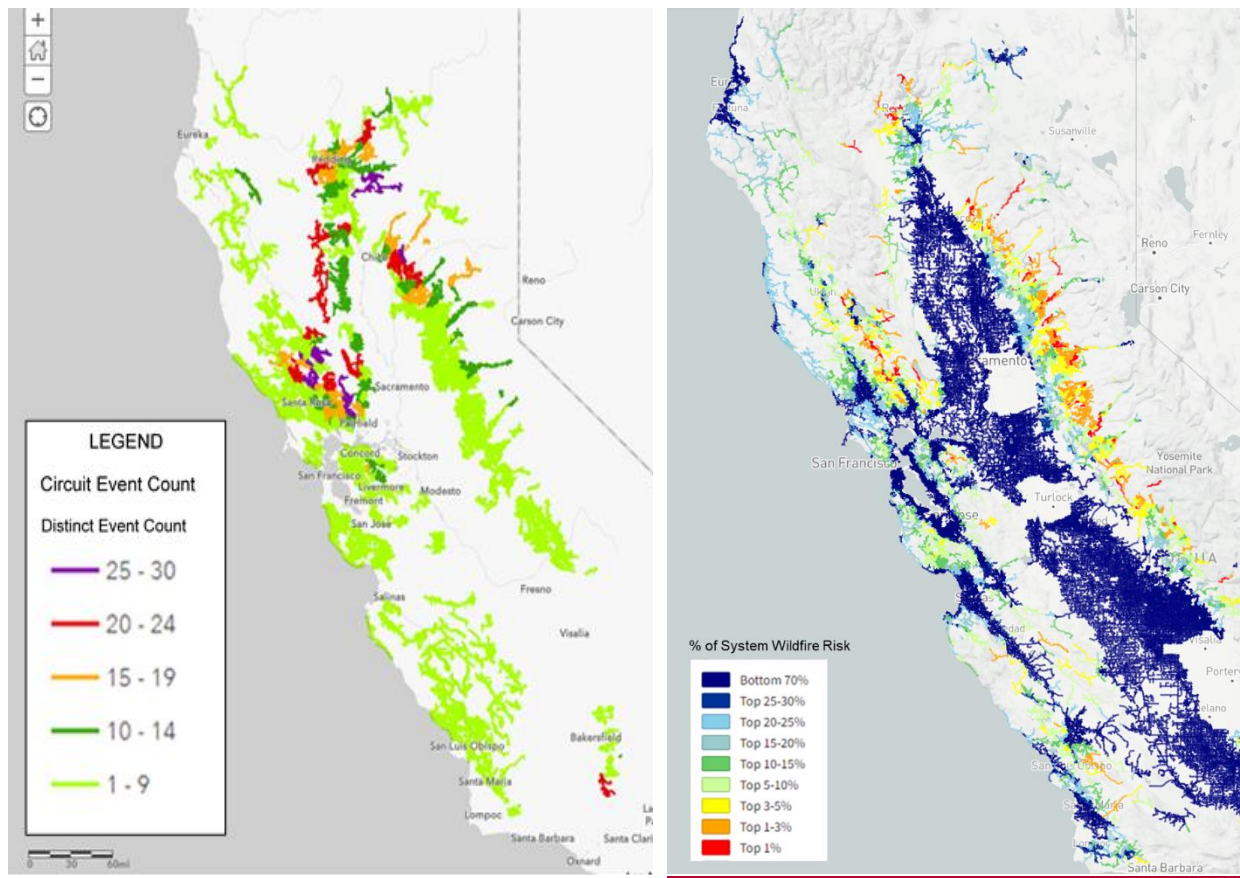 +
−
Eureka
Redding
Chico
Reno
Carson City
Sacramento
Santa Rosa
Fairfield
Concord
Stockton
San Francisco
Livermore
Modesto
Fremont
San Jose
Salinas
Fresno
Visalia
San Luis Obispo
Bakersfield
Santa Maria
Lompoc
Santa Barbara
Santa Clari
Oxnard
LEGEND
Circuit Event Count
Distinct Event Count
25 - 30
20 - 24
15 - 19
10 - 14
1 - 9
0 30 60mi
Susanville
Reno
Fernley
Carson City
Ukiah
San Francisco
Yosemite
National Park
Turlock
Visalia
Porter
Santa Barbara
% of System Wildfire Risk
Bottom 70%
Top 25-30%
Top 20-25%
Top 15-20%
Top 10-15%
Top 5-10%
Top 3-5%
Top 1-3%
Top 1%